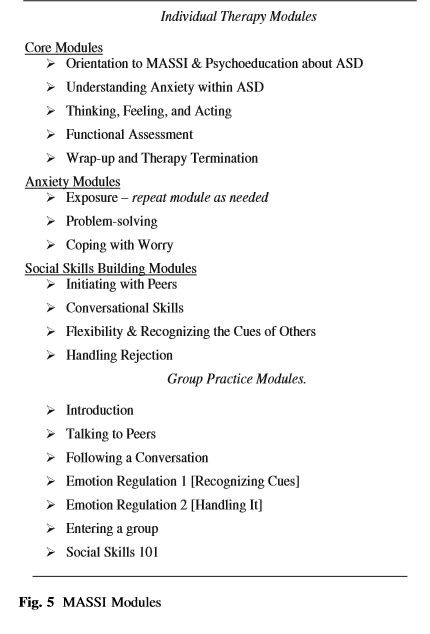 Individual Therapy Modules
Core Modules
➢ Orientation to MASSI & Psychoeducation about ASD
➢ Understanding Anxiety within ASD
➢ Thinking, Feeling, and Acting
➢ Functional Assessment
➢ Wrap-up and Therapy Termination
Anxiety Modules
➢ Exposure – repeat module as needed
➢ Problem-solving
➢ Coping with Worry
Social Skills Building Modules
➢ Initiating with Peers
➢ Conversational Skills
➢ Flexibility & Recognizing the Cues of Others
➢ Handling Rejection
Group Practice Modules.
➢ Introduction
➢ Talking to Peers
➢ Following a Conversation
➢ Emotion Regulation 1 [Recognizing Cues]
➢ Emotion Regulation 2 [Handling It]
➢ Entering a group
➢ Social Skills 101
Fig. 5 MASSI Modules